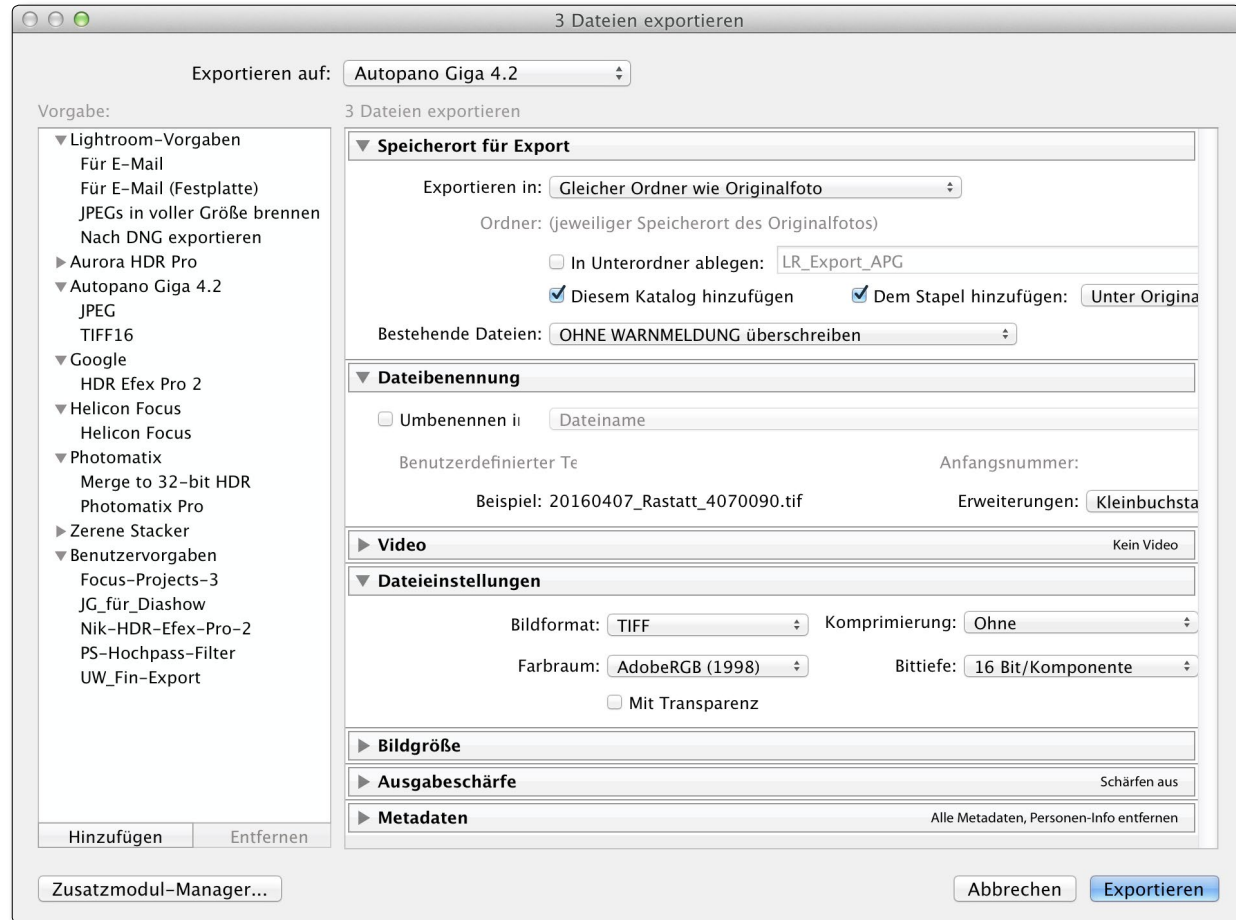 3 Dateien exportieren
Exportieren auf: Autopano Giga 4.2
Vorgabe:
Lightroom-Vorgaben
Für E-Mail
Für E-Mail (Festplatte)
JPEGs in voller Größe brennen
Nach DNG exportieren
Aurora HDR Pro
Autopano Giga 4.2
JPEG
TIFF16
Google
HDR Efex Pro 2
Helicon Focus
Helicon Focus
Photomatix
Merge to 32-bit HDR
Photomatix Pro
Zerene Stacker
Benutzervorgaben
Focus-Projects-3
JG_für_Diashow
Nik-HDR-Efex-Pro-2
PS-Hochpass-Filter
UW_Fin-Export
Hinzufügen Entfernen
3 Dateien exportieren
Speicherort für Export
Exportieren in: Gleicher Ordner wie Originalfoto
Ordner: (jeweiliger Speicherort des Originalfotos)
In Unterordner ablegen: LR_Export_APG
Diesem Katalog hinzufügen Dem Stapel hinzufügen: Unter Origina
Bestehende Dateien: OHNE WARNMELDUNG überschreiben
Dateibenennung
Umbenennen i Dateiname
Benutzerdefinierter Te Anfangsnummer:
Beispiel: 20160407_Rastatt_4070090.tif Erweiterungen: Kleinbuchsta
Video Kein Video
Dateieinstellungen
Bildformat: TIFF Komprimierung: Ohne
Farbraum: AdobeRGB (1998) Bittiefe: 16 Bit/Komponente
Mit Transparenz
Bildgröße
Ausgabeschärfe Schärfen aus
Metadaten Alle Metadaten, Personen-Info entfernen
Zusatzmodul-Manager... Abbrechen Exportieren